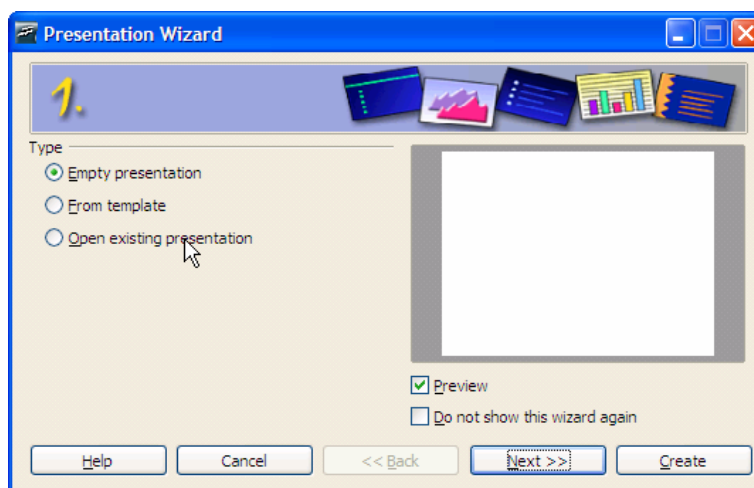 Presentation Wizard
1.
Type
Empty presentation
From template
Open existing presentation
Preview
Do not show this wizard again
Help
Cancel
<< Back
Next >>
Create